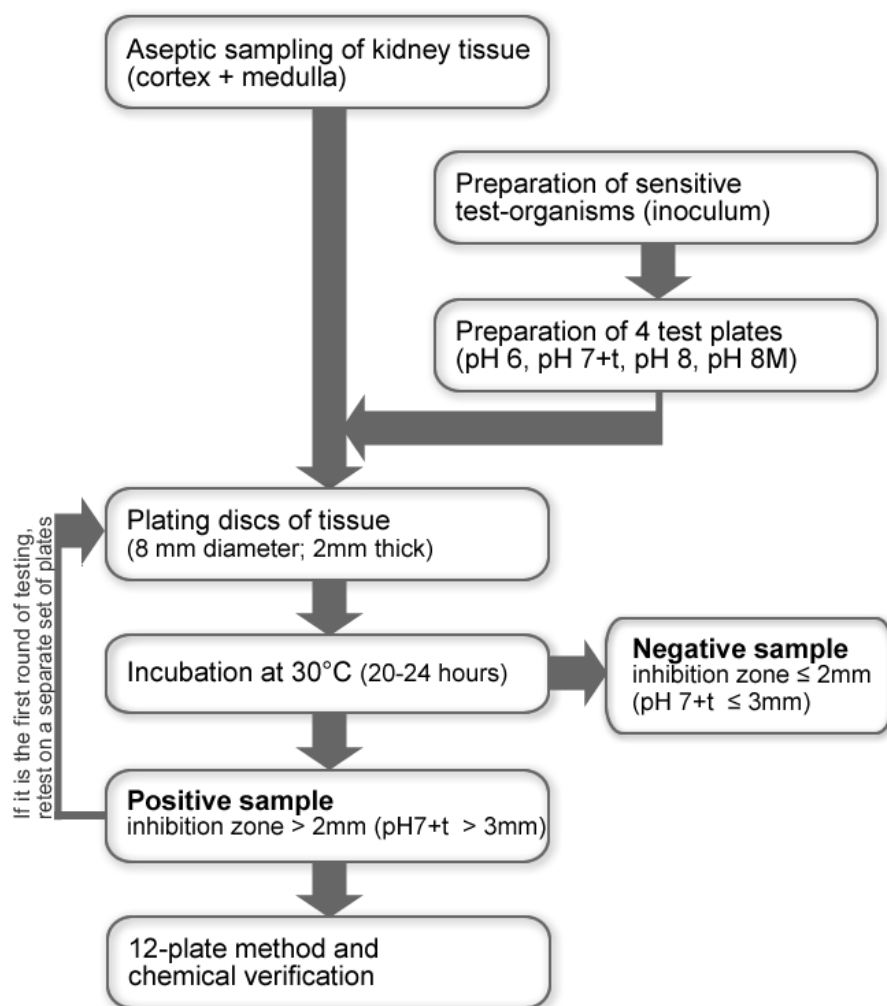 Aseptic sampling of kidney tissue
(cortex + medulla)
Preparation of sensitive
test-organisms (inoculum)
Preparation of 4 test plates
(pH 6, pH 7+t, pH 8, pH 8M)
Plating discs of tissue
(8 mm diameter; 2mm thick)
If it is the first round of testing,
retest on a separate set of plates
Incubation at 30°C (20-24 hours)
Negative sample
inhibition zone ≤ 2mm
(pH 7+t ≤ 3mm)
Positive sample
inhibition zone > 2mm (pH7+t > 3mm)
12-plate method and
chemical verification